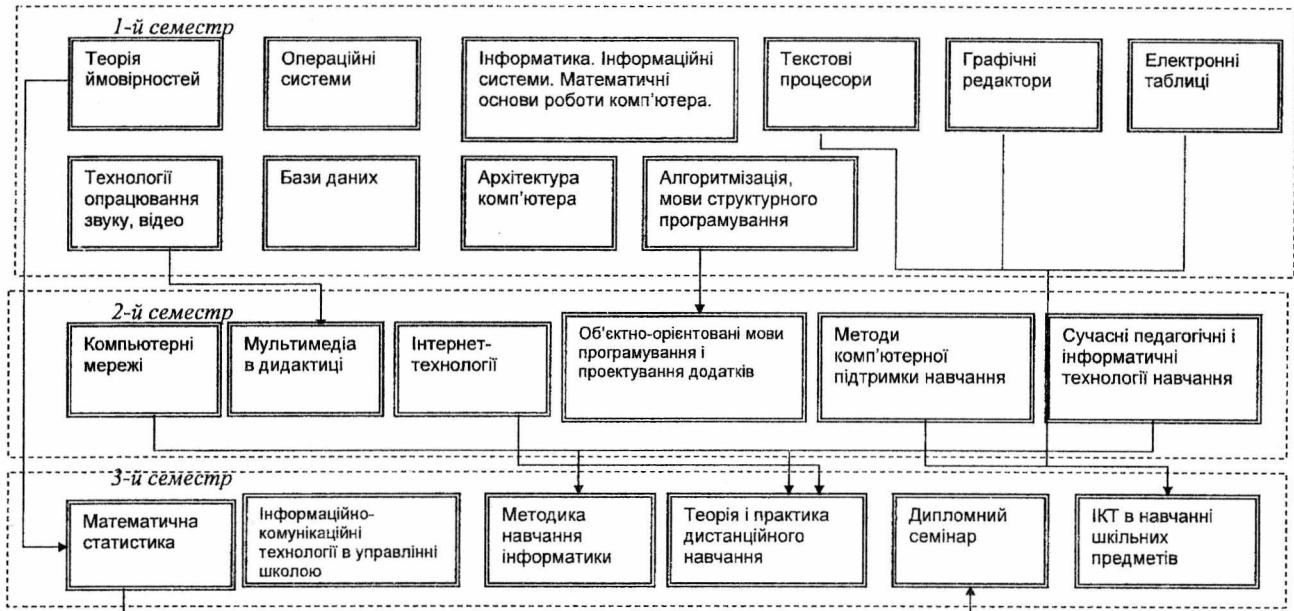 1-й семестр
Теорія
ймовірностей
Операційні
системи
Інформатика. Інформаційні
системи. Математичні
основи роботи комп’ютера.
Текстові
процесори
Графічні
редактори
Електронні
таблиці
Технології
опрацювання
звуку, відео
Бази даних
Архітектура
комп’ютера
Алгоритмізація,
мови структурного
програмування
2-й семестр
Компьютерні
мережі
Мультимедіа
в дидактиці
Інтернет-
технології
Об’єктно-орієнтовані мови
програмування і
проектування додатків
Методи
комп’ютерної
підтримки навчання
Сучасні педагогічні і
інформатичні
технології навчання
3-й семестр
Математична
статистика
Інформаційно-
комунікаційні
технології в управлінні
школою
Методика
навчання
інформатики
Теорія і практика
дистанційного
навчання
Дипломний
семінар
ІКТ в навчанні
шкільних
предметів